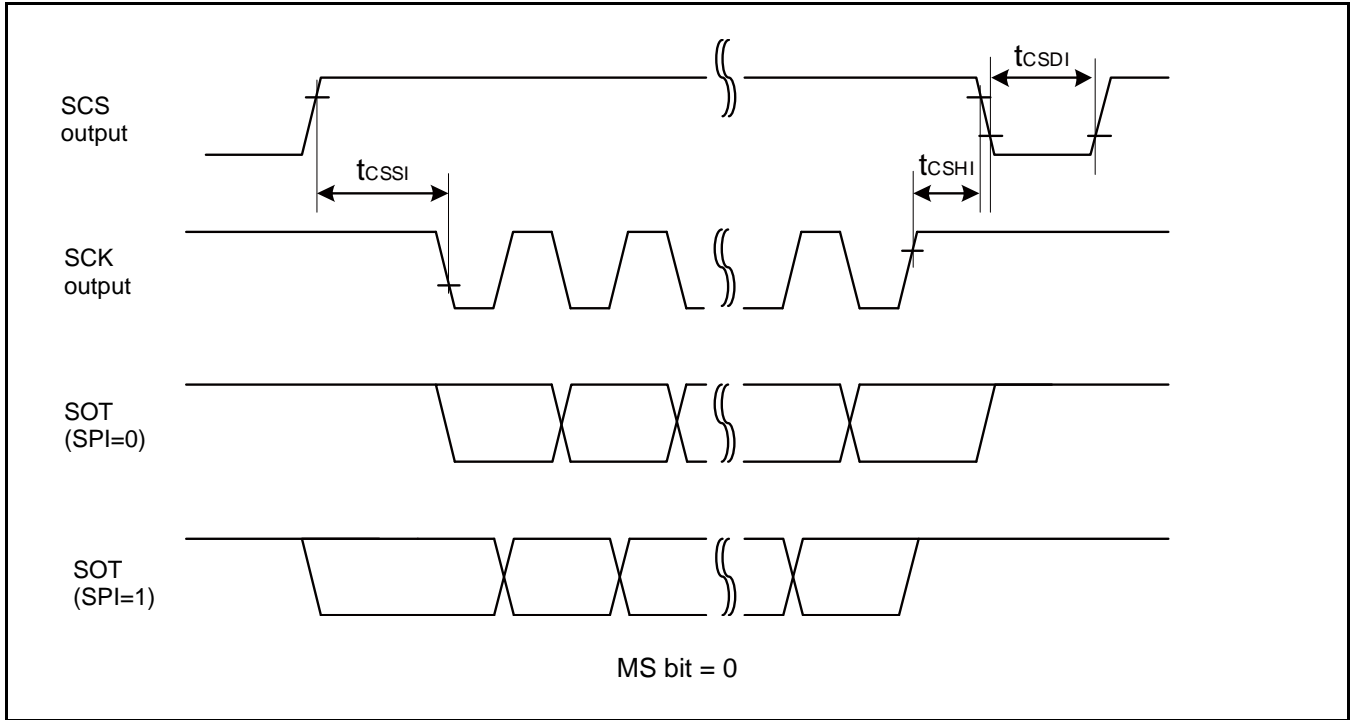 tCSDI
SCS
output
tCSSI
tCSHI
SCK
output
SOT
(SPI=0)
SOT
(SPI=1)
MS bit = 0